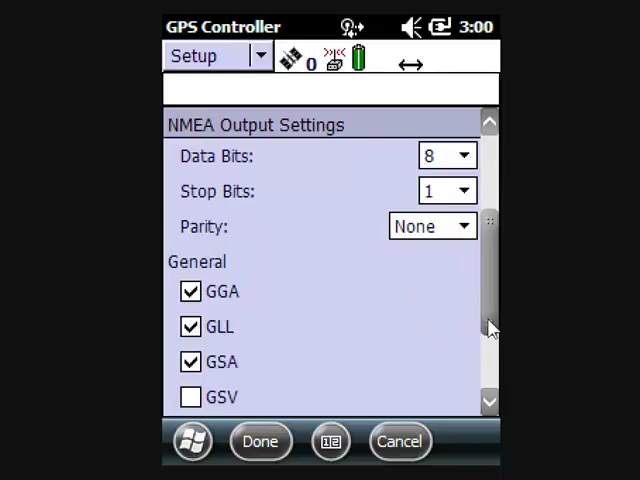 GPS Controller 3:00
Setup 0
NMEA Output Settings
Data Bits: 8
Stop Bits: 1
Parity: None
General
GGA
GLL
GSA
GSV
Done 12 Cancel